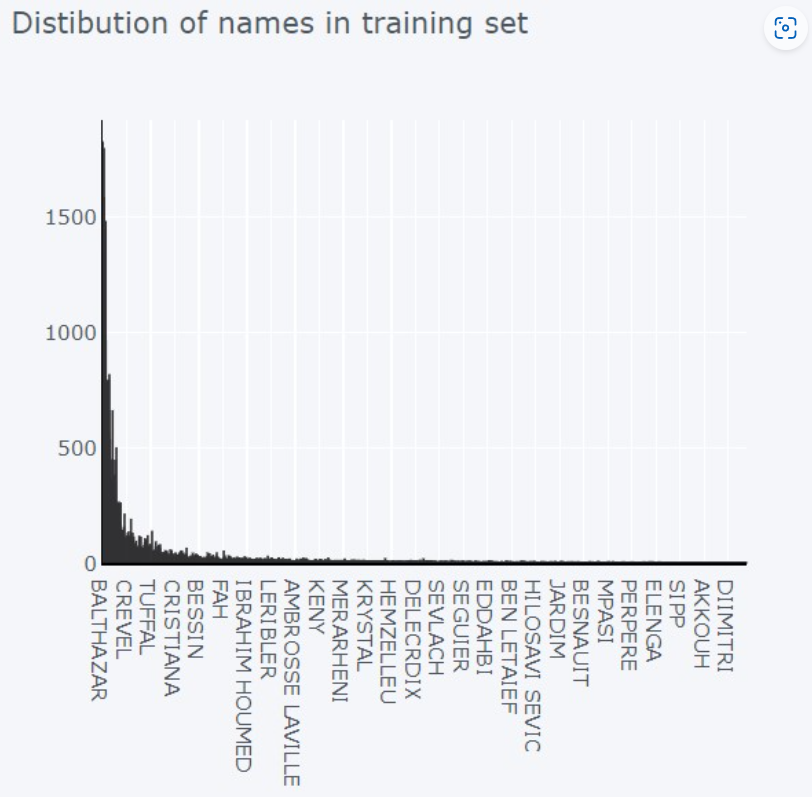 Distibution of names in training set
1500
1000
500
0
BALTHAZAR
CREVEL
TUFFAL
CRISTIANA
BESSIN
FAH
IBRAHIM HOUMED
LERIBLER
AMBROSSE LAVILLE
KENY
MERARHENI
KRYSTAL
HEMZELLEU
DELECRDIX
SEVLACH
SEGUIER
EDDAHBI
BEN LETAIEF
HILOSAVI SEVIC
JARDIM
BESNAUIT
MPASI
PERPERE
ELENGA
SIPP
AKKOUH
DIIMITRI